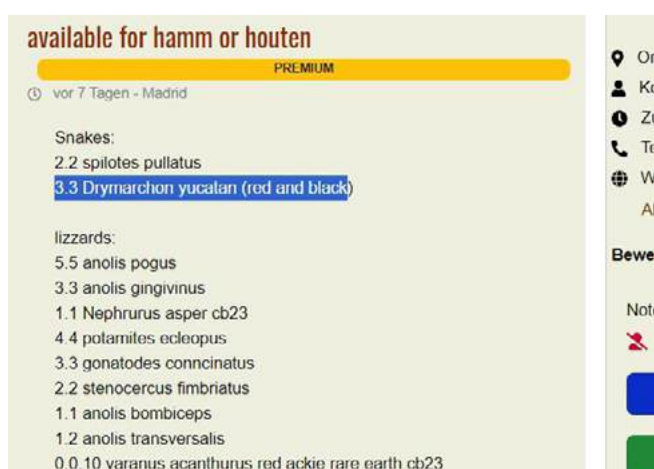 available for hamm or houten
PREMIUM
vor 7 Tagen - Madrid
Snakes:
2.2 spilotes pullatus
3.3 Drymarchon yucatan (red and black)
lizzards:
5.5 anolis pogus
3.3 anolis gingivinus
1.1 Nephrurus asper cb23
4.4 potamites ecleopus
3.3 gonatodes conncinatus
2.2 stenocercus fimbriatus
1.1 anolis bombiceps
1.2 anolis transversalis
0.0.10 varanus acanthurus red ackie rare earth cb23